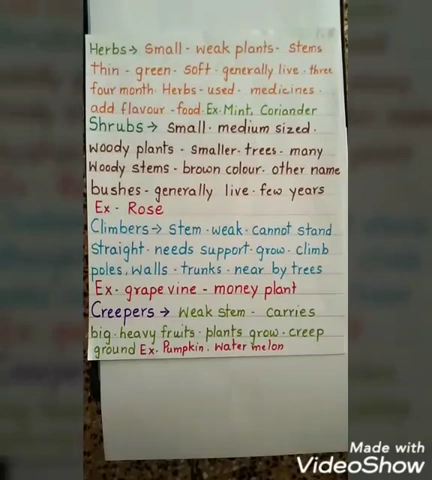 Herbs → Small - weak plants - stems
Thin - green - soft - generally live - three
four month. Herbs - used - medicines -
add flavour - food. Ex. Mint, Coriander
Shrubs → small - medium sized.
woody plants - smaller - trees - many
woody stems - brown colour. other name
bushes - generally live - few years
Ex - Rose
Climbers → Stem - weak - cannot stand
straight - needs support - grow - climb
poles, walls - trunks - near by trees
Ex - grape vine - money plant
Creepers → weak stem - carries
big - heavy fruits - plants grow - creep
ground Ex. Pumpkin. Water melon
Made with
VideoShow